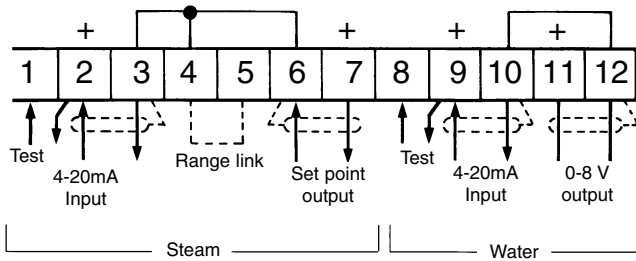 + + + +
1 2 3 4 5 6 7 8 9 10 11 12
Test
4-20mA
Input
Range link
Set point
output
Test
4-20mA
Input
0-8 V
output
Steam
Water